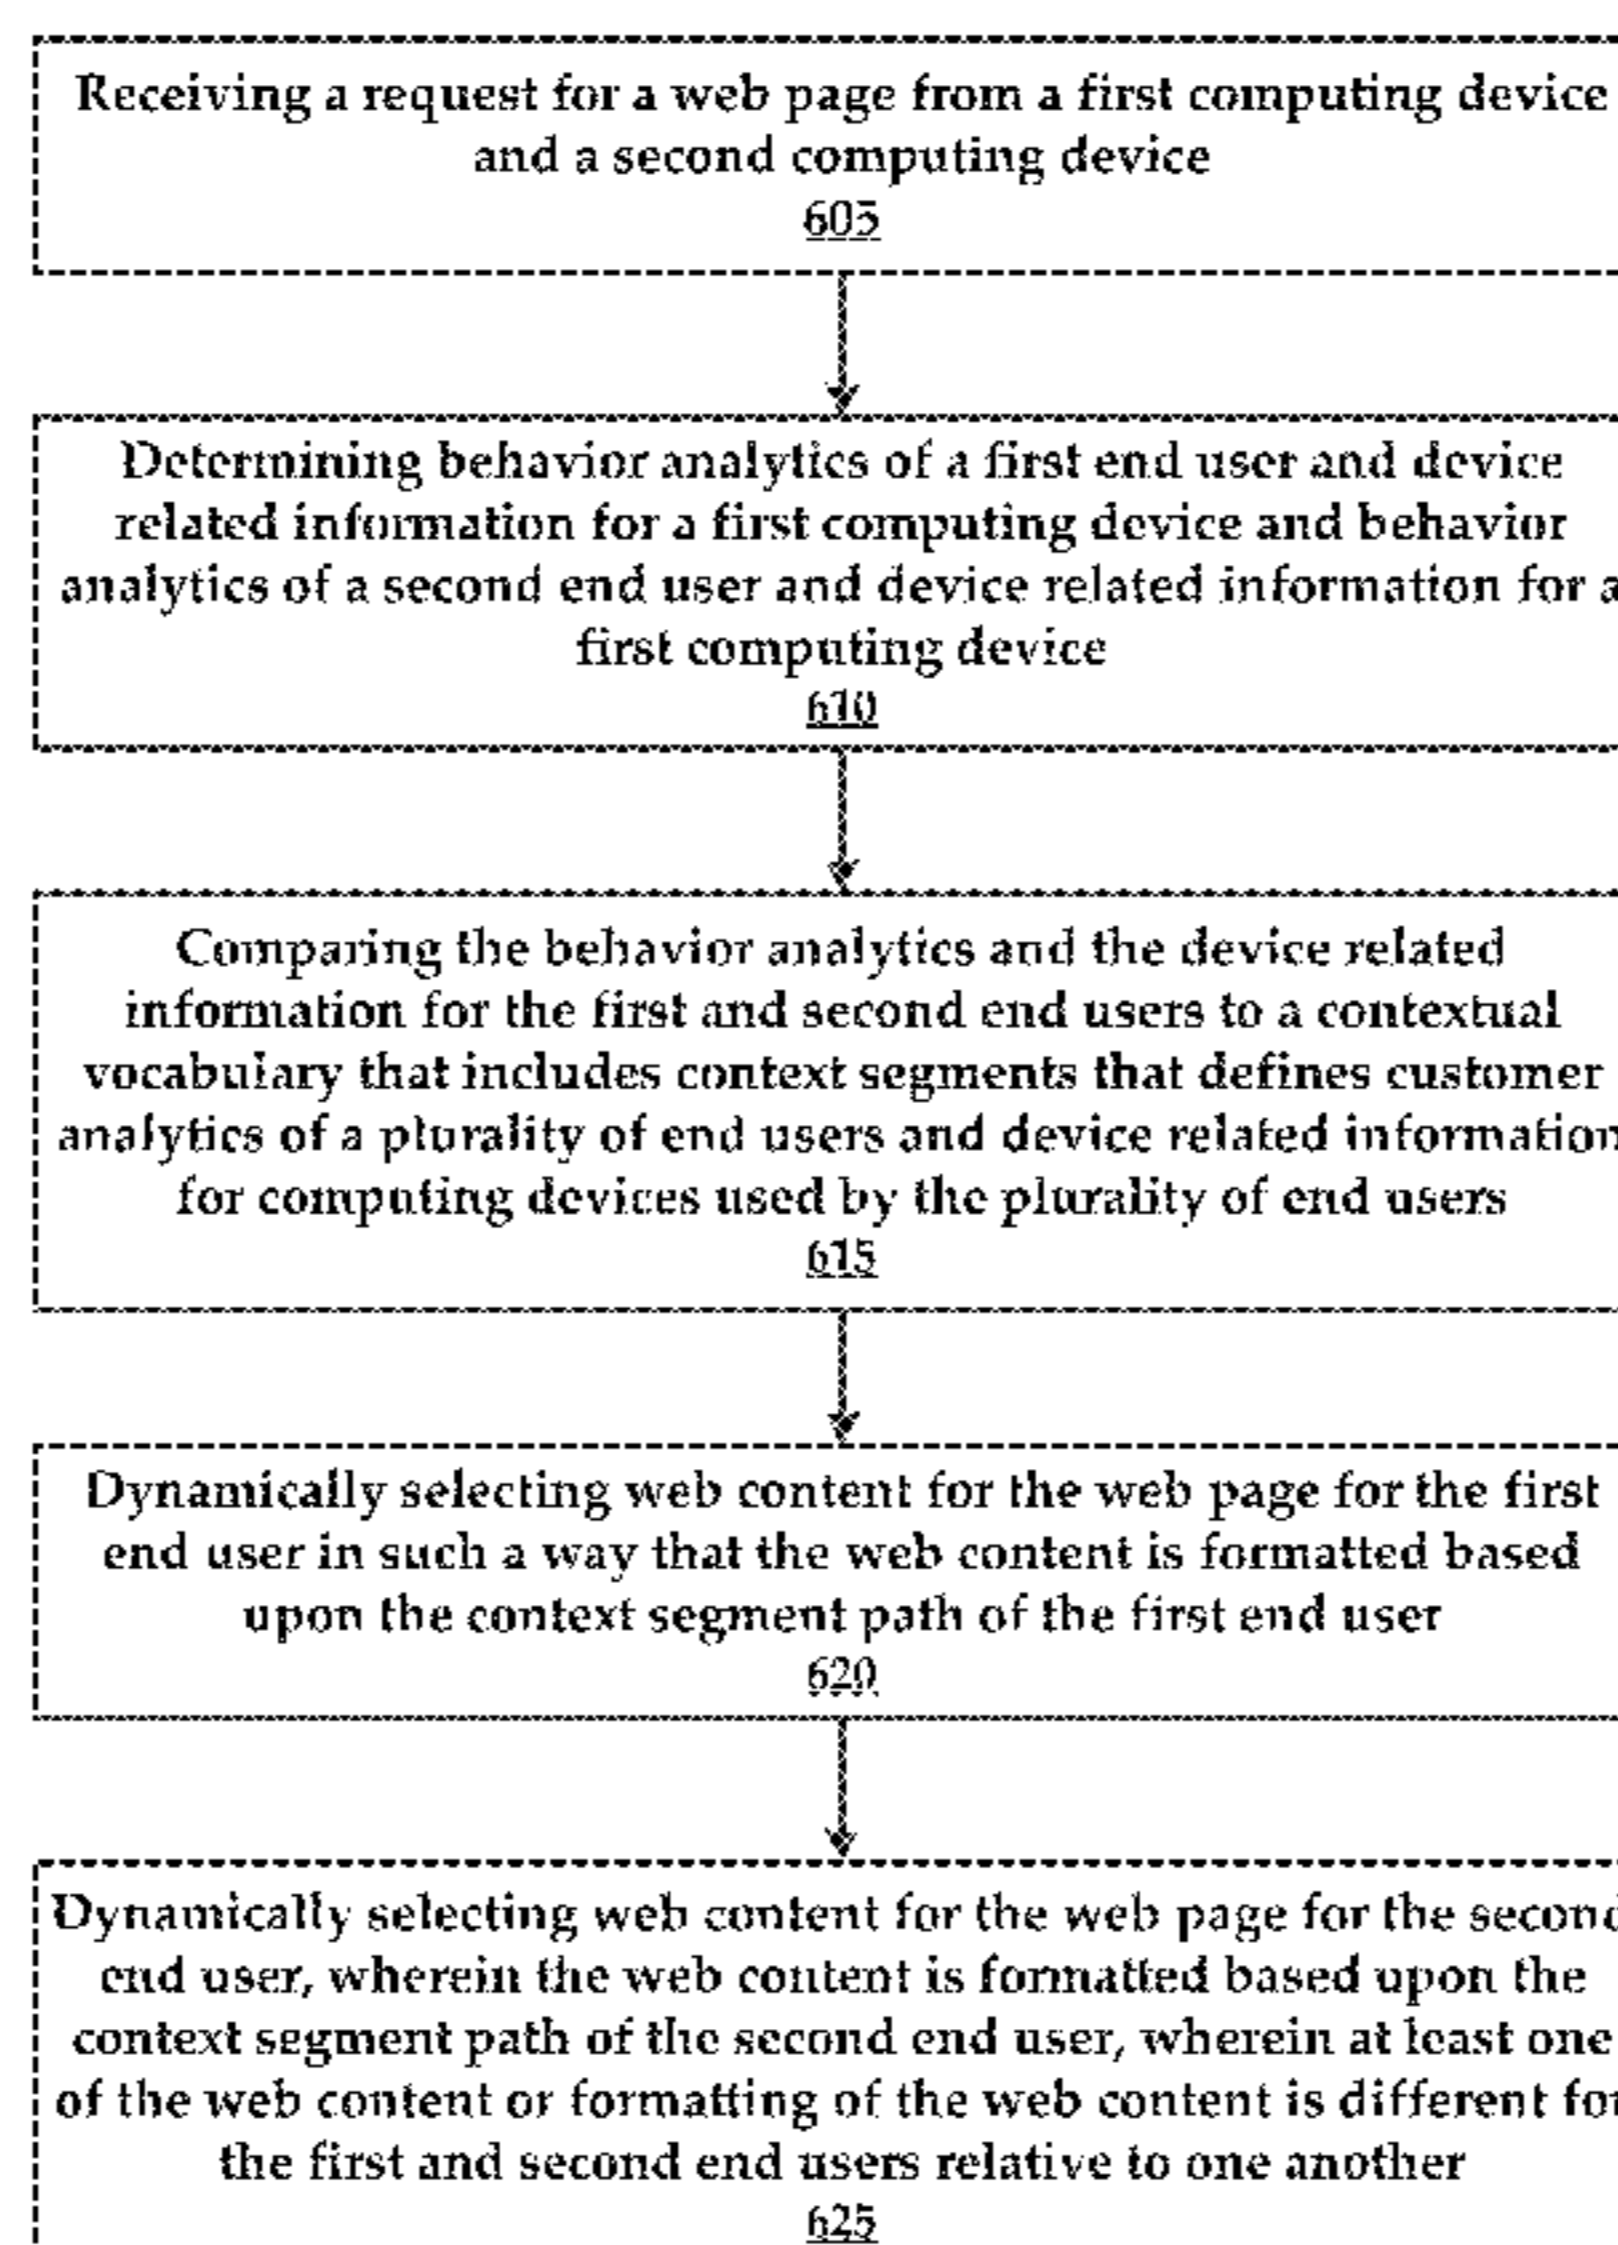 Receiving a request for a web page from a first computing device
and a second computing device
605
Determining behavior analytics of a first end user and device
related information for a first computing device and behavior
analytics of a second end user and device related information for a
first computing device
610
Comparing the behavior analytics and the device related
information for the first and second end users to a contextual
vocabulary that includes context segments that defines customer
analytics of a plurality of end users and device related information
for computing devices used by the plurality of end users
615
Dynamically selecting web content for the web page for the first
end user in such a way that the web content is formatted based
upon the context segment path of the first end user
620
Dynamically selecting web content for the web page for the second
end user, wherein the web content is formatted based upon the
context segment path of the second end user, wherein at least one
of the web content or formatting of the web content is different for
the first and second end users relative to one another
625